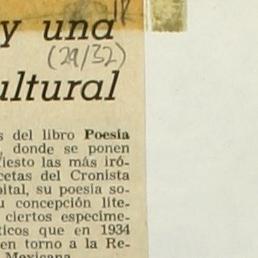 y una
(29/32)
ultural
s del libro Poesía
, donde se ponen
fiesto las más iró-
cetas del Cronista
pital, su poesía so-
u concepción lite-
ciertos especime-
ticos que en 1934
en torno a la Re-
Mexicana